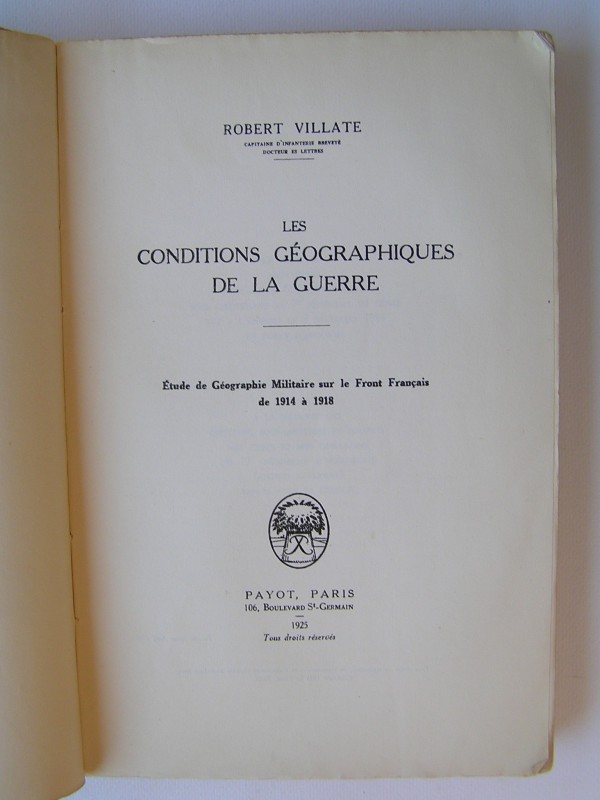 ROBERT VILLATE
CAPITAINE D'INFANTERIE BREVETÉ
DOCTEUR ES LETTRES
LES
CONDITIONS GÉOGRAPHIQUES
DE LA GUERRE
Étude de Géographie Militaire sur le Front Français
de 1914 à 1918
PAYOT, PARIS
106, BOULEVARD St-GERMAIN
1925
Tous droits réservés